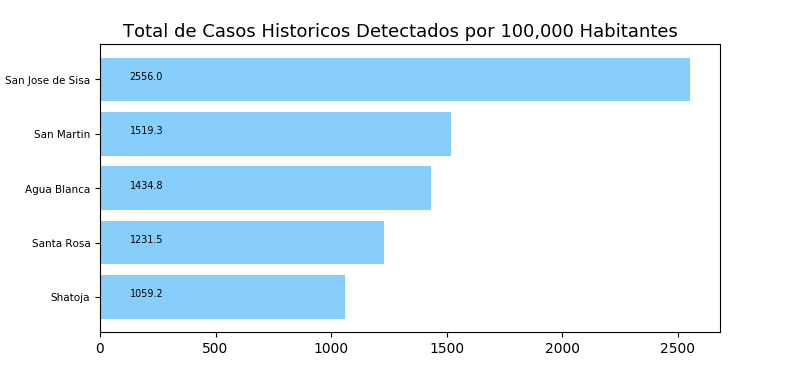 Total de Casos Historicos Detectados por 100,000 Habitantes
San Jose de Sisa 2556.0
San Martin 1519.3
Agua Blanca 1434.8
Santa Rosa 1231.5
Shatoja 1059.2
0 500 1000 1500 2000 2500